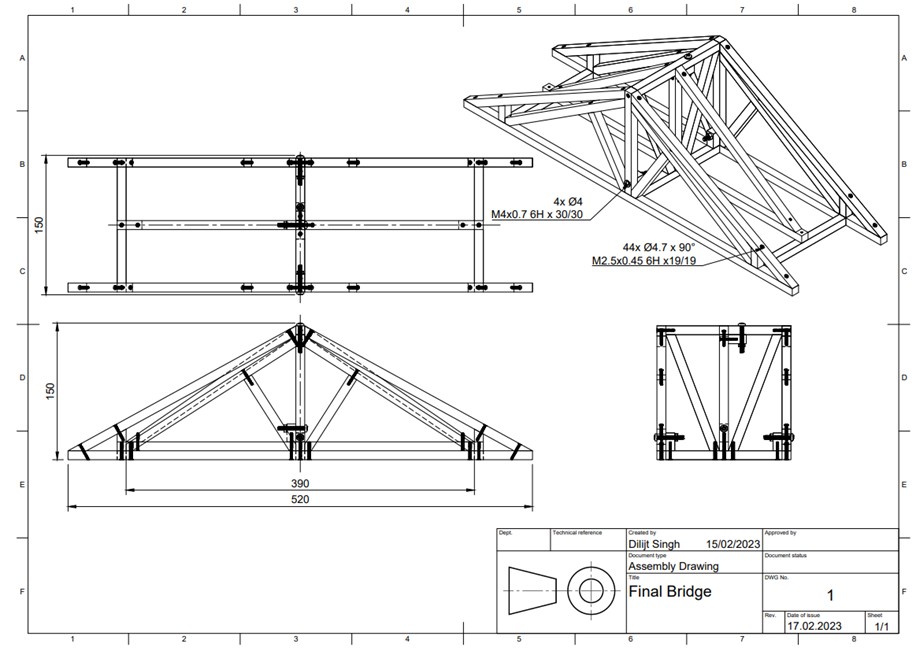 1 2 3 4 5 6 7 8
A A
B B
C C
D D
E E
F F
150
4x Ø4
M4x0.7 6H x 30/30
44x Ø4.7 x 90°
M2.5x0.45 6H x19/19
150
390
520
Dept. Technical reference Created by Approved by
Dilijt Singh 15/02/2023
Document type Document status
Assembly Drawing
Title DWG No.
Final Bridge
1
Rev. Date of issue Sheet
17.02.2023 1/1
1 2 3 4 5 6 7 8